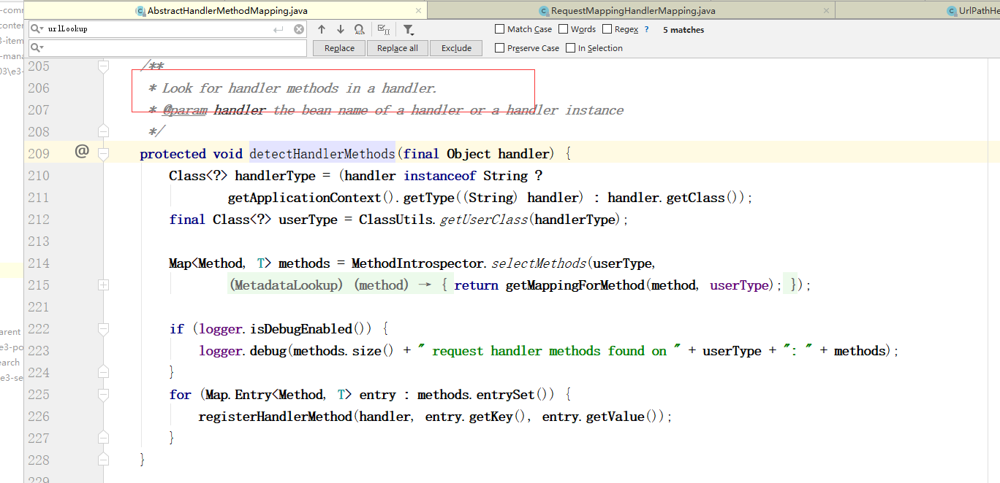 -comm
AbstractHandlerMethodMapping.java
RequestMappingHandlerMapping.java
UrlPathHe
conten
urlLookup
Match Case
Words
Regex
?
5 matches
3-item
-mana
Replace
Replace all
Exclude
Preserve Case
In Selection
03\e3-
205 /**
206 * Look for handler methods in a handler.
207 * @param handler the bean name of a handler or a handler instance
208 */
209 @ protected void detectHandlerMethods(final Object handler) {
210 Class<?> handlerType = (handler instanceof String ?
211 getApplicationContext().getType((String) handler) : handler.getClass());
212 final Class<?> userType = ClassUtils.getUserClass(handlerType);
213
214 Map<Method, T> methods = MethodIntrospector.selectMethods(userType,
215 (MetadataLookup) (method) → { return getMappingForMethod(method, userType); });
221
222 if (logger.isDebugEnabled()) {
223 logger.debug(methods.size() + " request handler methods found on " + userType + ": " + methods);
224 }
225 for (Map.Entry<Method, T> entry : methods.entrySet()) {
226 registerHandlerMethod(handler, entry.getKey(), entry.getValue());
227 }
228 }
229
arent
e3-po
earch
e3-se